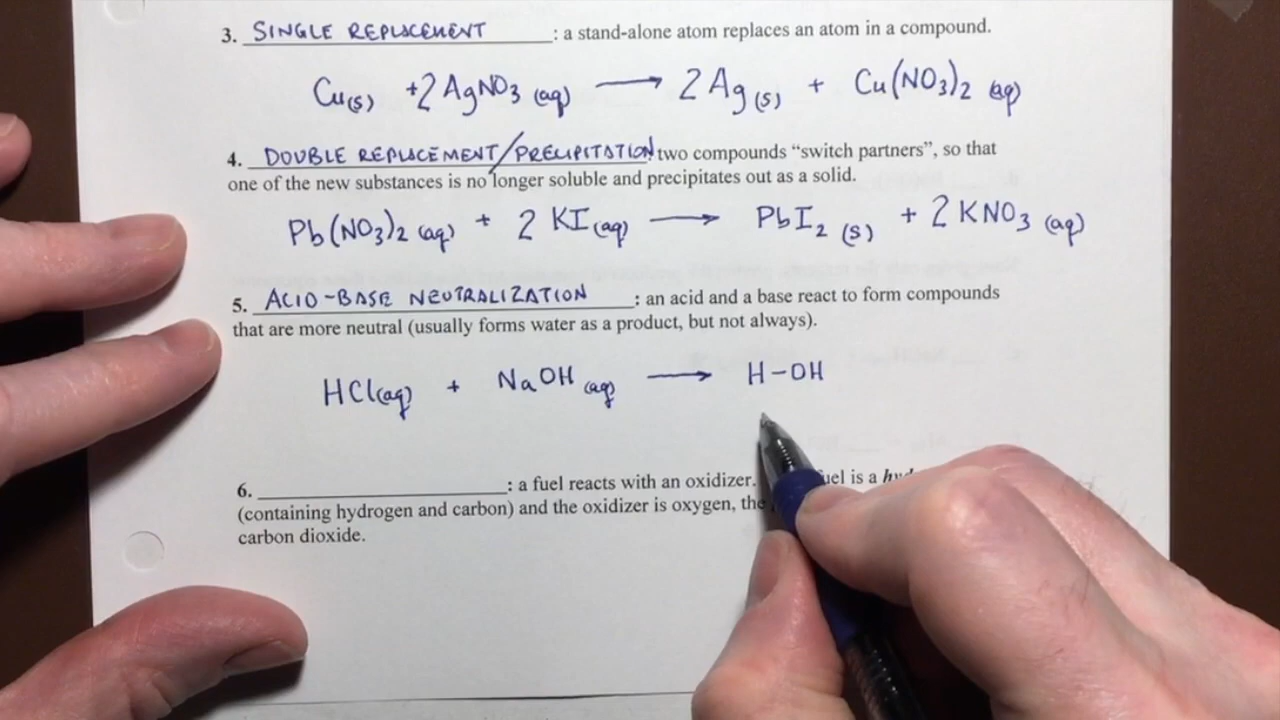 3. SINGLE REPLACEMENT : a stand-alone atom replaces an atom in a compound.
Cu(s) + 2 AgNO3 (aq) → 2 Ag (s) + Cu(NO3)2 (aq)
4. DOUBLE REPLACEMENT/PRECIPITATION two compounds “switch partners”, so that
one of the new substances is no longer soluble and precipitates out as a solid.
Pb(NO3)2 (aq) + 2 KI (aq) → PbI2 (s) + 2 KNO3 (aq)
5. ACID-BASE NEUTRALIZATION : an acid and a base react to form compounds
that are more neutral (usually forms water as a product, but not always).
HCl(aq) + NaOH (aq) → H-OH
6. ____________________: a fuel reacts with an oxidizer. is a
(containing hydrogen and carbon) and the oxidizer is oxygen, the
carbon dioxide.